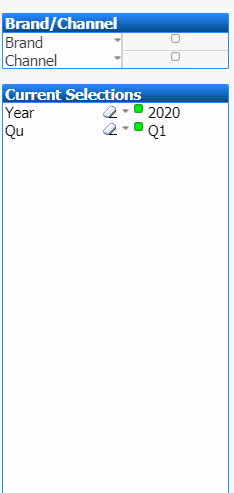 Brand/Channel
Brand
Channel
Current Selections
Year 2020
Qu Q1